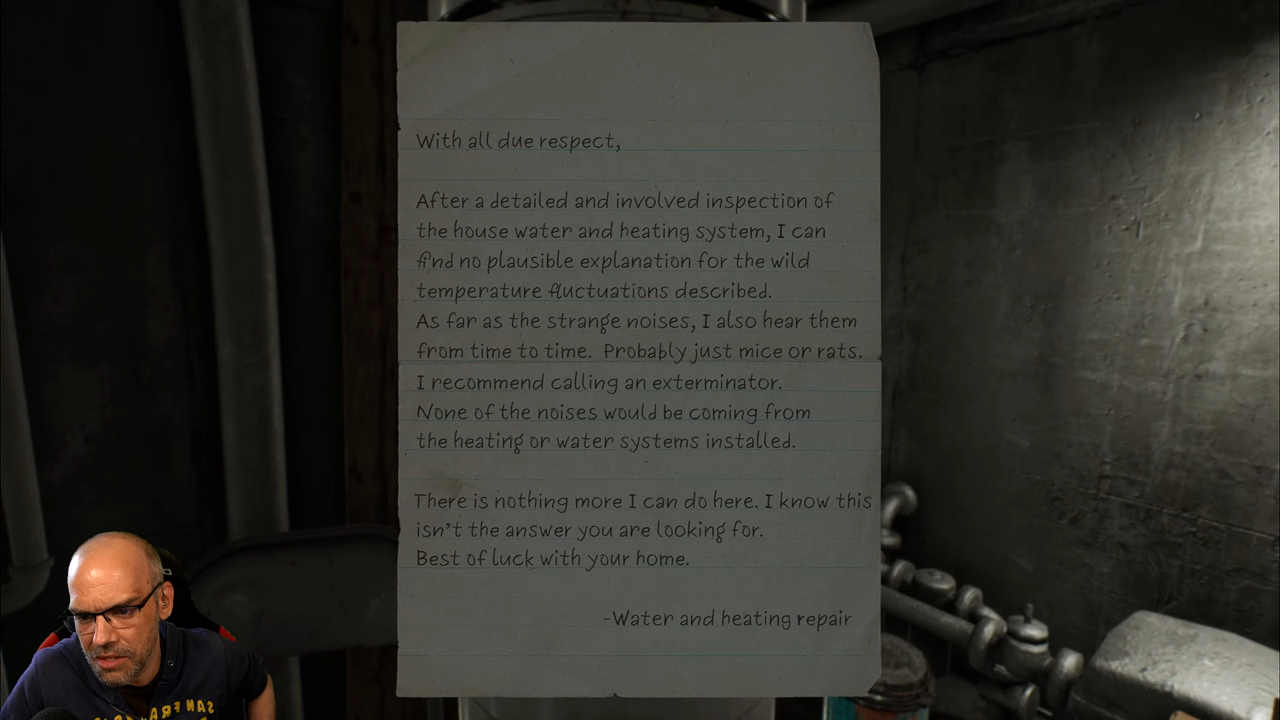 With all due respect,
After a detailed and involved inspection of
the house water and heating system, I can
find no plausible explanation for the wild
temperature fluctuations described.
As far as the strange noises, I also hear them
from time to time. Probably just mice or rats.
I recommend calling an exterminator.
None of the noises would be coming from
the heating or water systems installed.
There is nothing more I can do here. I know this
isn't the answer you are looking for.
Best of luck with your home.
-Water and heating repair